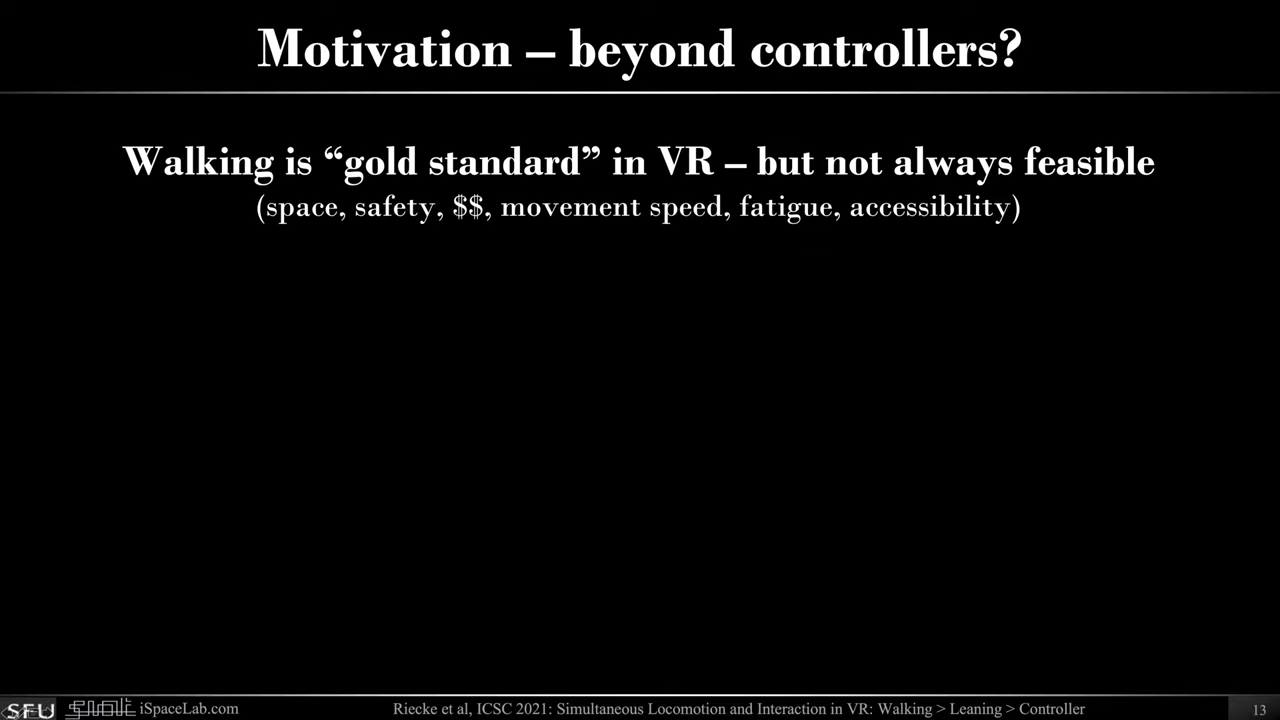 Motivation – beyond controllers?
Walking is “gold standard” in VR – but not always feasible
(space, safety, $$, movement speed, fatigue, accessibility)
SFU iSpaceLab.com Riecke et al, ICSC 2021: Simultaneous Locomotion and Interaction in VR: Walking > Leaning > Controller 13